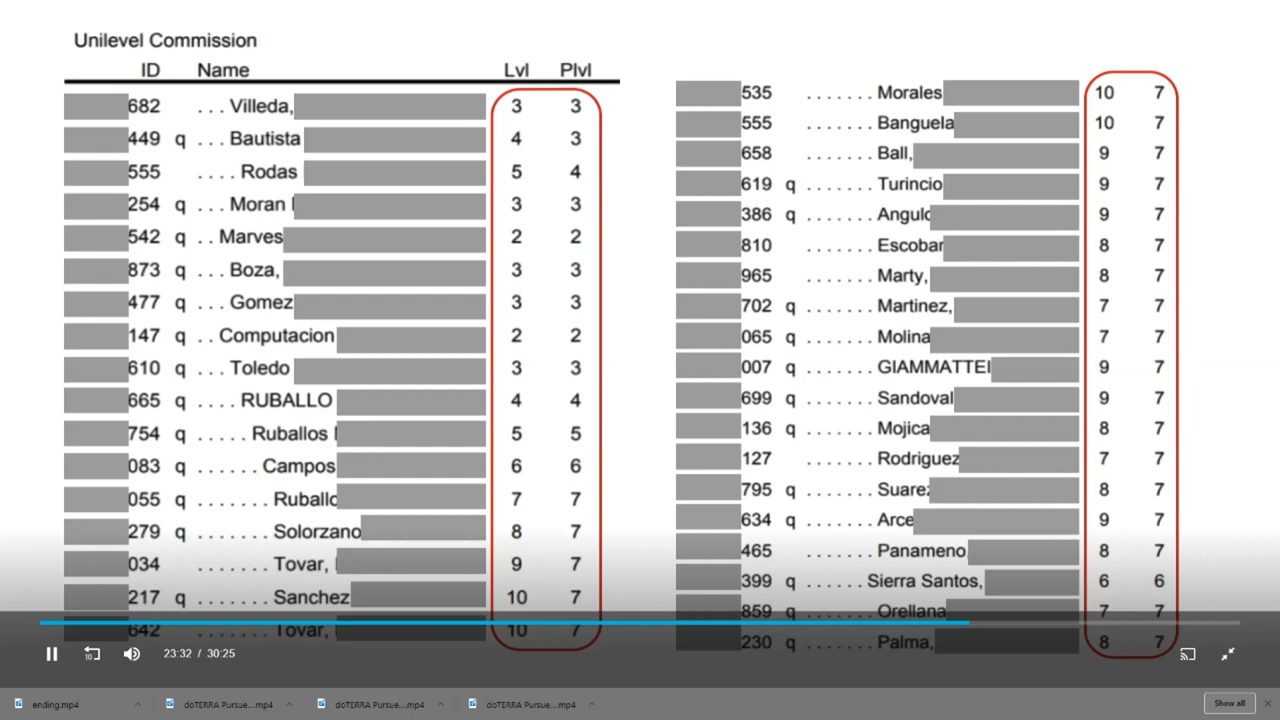 Unilevel Commission
ID Name Lvl Plvl
682 . . . Villeda, 3 3
449 q . . . Bautista 4 3
555 . . . . Rodas 5 4
254 q . . . Moran 3 3
542 q . . Marves 2 2
873 q . . . Boza, 3 3
477 q . . . Gomez 3 3
147 q . . Computacion 2 2
610 q . . . Toledo 3 3
665 q . . . . RUBALLO 4 4
754 q . . . . . Ruballos 5 5
083 q . . . . . . Campos 6 6
055 q . . . . . . . Ruballo 7 7
279 q . . . . . . . Solorzano 8 7
034 . . . . . . . Tovar, 9 7
217 q . . . . . . . Sanchez 10 7
642 . . . . . . . Tovar, 10 7
535 . . . . . . . Morales 10 7
555 . . . . . . . Banguela 10 7
658 . . . . . . . Ball, 9 7
619 q . . . . . . . Turincio 9 7
386 q . . . . . . . Angulo 9 7
810 . . . . . . . Escobar 8 7
965 . . . . . . . Marty, 8 7
702 q . . . . . . . Martinez, 7 7
065 q . . . . . . . Molina 7 7
007 q . . . . . . . GIAMMATTEI 9 7
699 q . . . . . . . Sandoval 9 7
136 q . . . . . . . Mojica 8 7
127 . . . . . . . Rodriguez 7 7
795 q . . . . . . . Suarez 8 7
634 q . . . . . . . Arce 9 7
465 . . . . . . . Panameno, 8 7
399 q . . . . . . Sierra Santos, 6 6
859 q . . . . . . . Orellana 7 7
230 q . . . . . . . Palma, 8 7
10 23:32 / 30:25
ending.mp4 doTERRA Pursue....mp4 doTERRA Pursue....mp4 doTERRA Pursue....mp4 Show all